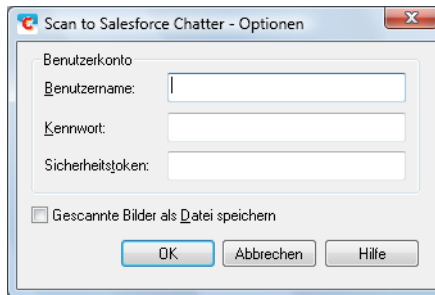 Scan to Salesforce Chatter - Optionen
Benutzerkonto
Benutzername:
Kennwort:
Sicherheitstoken:
Gescannte Bilder als Datei speichern
OK Abbrechen Hilfe